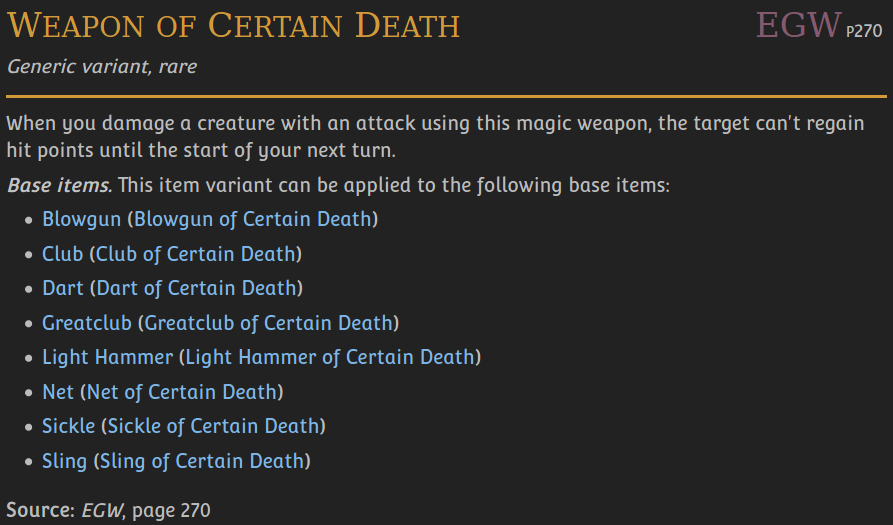 Weapon of Certain Death
EGW P270
Generic variant, rare
When you damage a creature with an attack using this magic weapon, the target can't regain
hit points until the start of your next turn.
Base items. This item variant can be applied to the following base items:
• Blowgun (Blowgun of Certain Death)
• Club (Club of Certain Death)
• Dart (Dart of Certain Death)
• Greatclub (Greatclub of Certain Death)
• Light Hammer (Light Hammer of Certain Death)
• Net (Net of Certain Death)
• Sickle (Sickle of Certain Death)
• Sling (Sling of Certain Death)
Source: EGW, page 270